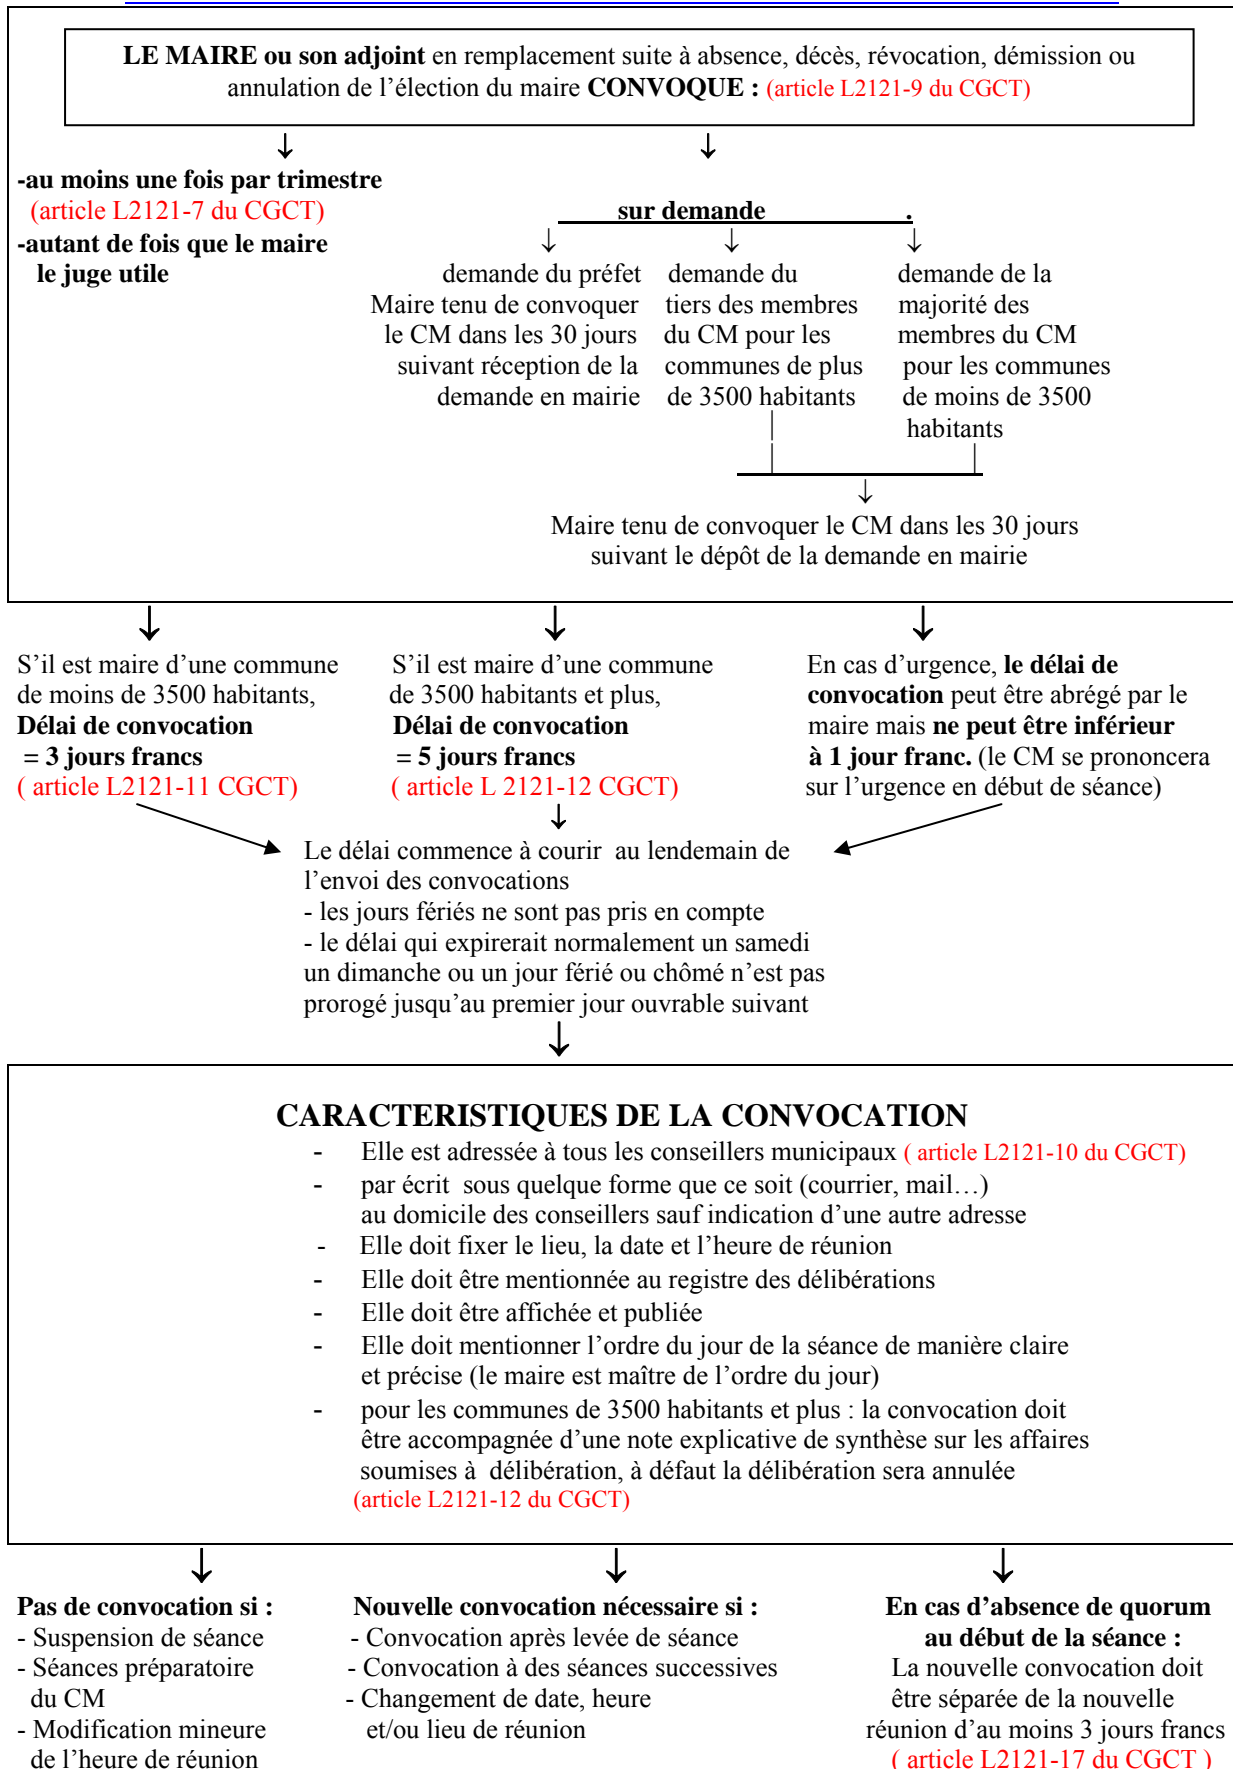 LE MAIRE ou son adjoint en remplacement suite à absence, décès, révocation, démission ou
annulation de l’élection du maire CONVOQUE : (article L2121-9 du CGCT)
-au moins une fois par trimestre
(article L2121-7 du CGCT)
-autant de fois que le maire
le juge utile
sur demande .
demande du préfet
Maire tenu de convoquer
le CM dans les 30 jours
suivant réception de la
demande en mairie
demande du
tiers des membres
du CM pour les
communes de plus
de 3500 habitants
demande de la
majorité des
membres du CM
pour les communes
de moins de 3500
habitants
Maire tenu de convoquer le CM dans les 30 jours
suivant le dépôt de la demande en mairie
S’il est maire d’une commune
de moins de 3500 habitants,
Délai de convocation
= 3 jours francs
( article L2121-11 CGCT)
S’il est maire d’une commune
de 3500 habitants et plus,
Délai de convocation
= 5 jours francs
( article L 2121-12 CGCT)
En cas d’urgence, le délai de
convocation peut être abrégé par le
maire mais ne peut être inférieur
à 1 jour franc. (le CM se prononcera
sur l’urgence en début de séance)
Le délai commence à courir au lendemain de
l’envoi des convocations
- les jours fériés ne sont pas pris en compte
- le délai qui expirerait normalement un samedi
un dimanche ou un jour férié ou chômé n’est pas
prorogé jusqu’au premier jour ouvrable suivant
CARACTERISTIQUES DE LA CONVOCATION
- Elle est adressée à tous les conseillers municipaux ( article L2121-10 du CGCT)
- par écrit sous quelque forme que ce soit (courrier, mail…)
au domicile des conseillers sauf indication d’une autre adresse
- Elle doit fixer le lieu, la date et l’heure de réunion
- Elle doit être mentionnée au registre des délibérations
- Elle doit être affichée et publiée
- Elle doit mentionner l’ordre du jour de la séance de manière claire
et précise (le maire est maître de l’ordre du jour)
- pour les communes de 3500 habitants et plus : la convocation doit
être accompagnée d’une note explicative de synthèse sur les affaires
soumises à délibération, à défaut la délibération sera annulée
(article L2121-12 du CGCT)
Pas de convocation si :
- Suspension de séance
- Séances préparatoire
du CM
- Modification mineure
de l’heure de réunion
Nouvelle convocation nécessaire si :
- Convocation après levée de séance
- Convocation à des séances successives
- Changement de date, heure
et/ou lieu de réunion
En cas d’absence de quorum
au début de la séance :
La nouvelle convocation doit
être séparée de la nouvelle
réunion d’au moins 3 jours francs
( article L2121-17 du CGCT )